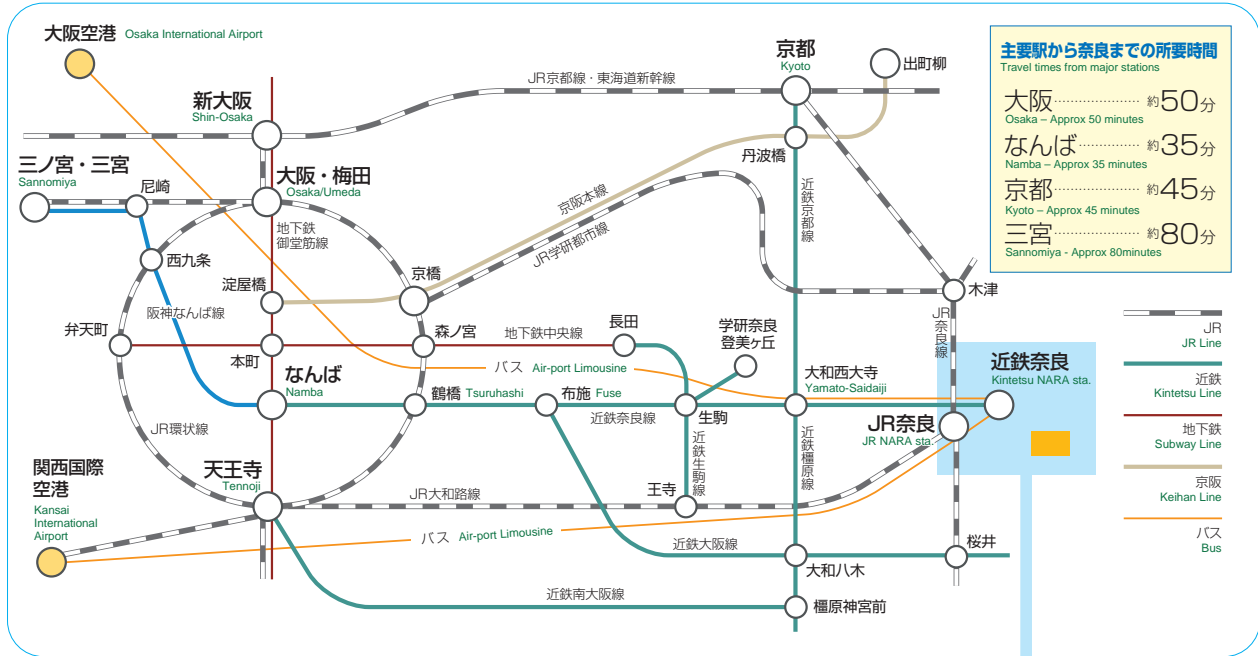 大阪空港 Osaka International Airport
京都
Kyoto
出町柳
JR京都線・東海道新幹線
新大阪
Shin-Osaka
丹波橋
三ノ宮・三宮
Sannomiya
尼崎
大阪・梅田
Osaka/Umeda
地下鉄
御堂筋線
京阪本線
JR学研都市線
近鉄京都線
西九条
淀屋橋
京橋
木津
阪神なんば線
弁天町
本町
森ノ宮
地下鉄中央線
長田
学研奈良
登美ヶ丘
JR奈良線
バス Air-port Limousine
なんば
Namba
鶴橋 Tsuruhashi
布施 Fuse
近鉄奈良線
生駒
大和西大寺
Yamato-Saidaiji
近鉄奈良
Kintetsu NARA sta.
JR奈良
JR NARA sta.
JR環状線
近鉄生駒線
近鉄橿原線
天王寺
Tennoji
JR大和路線
王寺
関西国際
空港
Kansai
International
Airport
バス Air-port Limousine
近鉄大阪線
大和八木
桜井
近鉄南大阪線
橿原神宮前
主要駅から奈良までの所要時間
Travel times from major stations
大阪 約50分
Osaka – Approx 50 minutes
なんば 約35分
Namba – Approx 35 minutes
京都 約45分
Kyoto – Approx 45 minutes
三宮 約80分
Sannomiya - Approx 80minutes
JR
JR Line
近鉄
Kintetsu Line
地下鉄
Subway Line
京阪
Keihan Line
バス
Bus